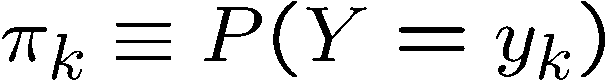 π_k ≡ P(Y = y_k)